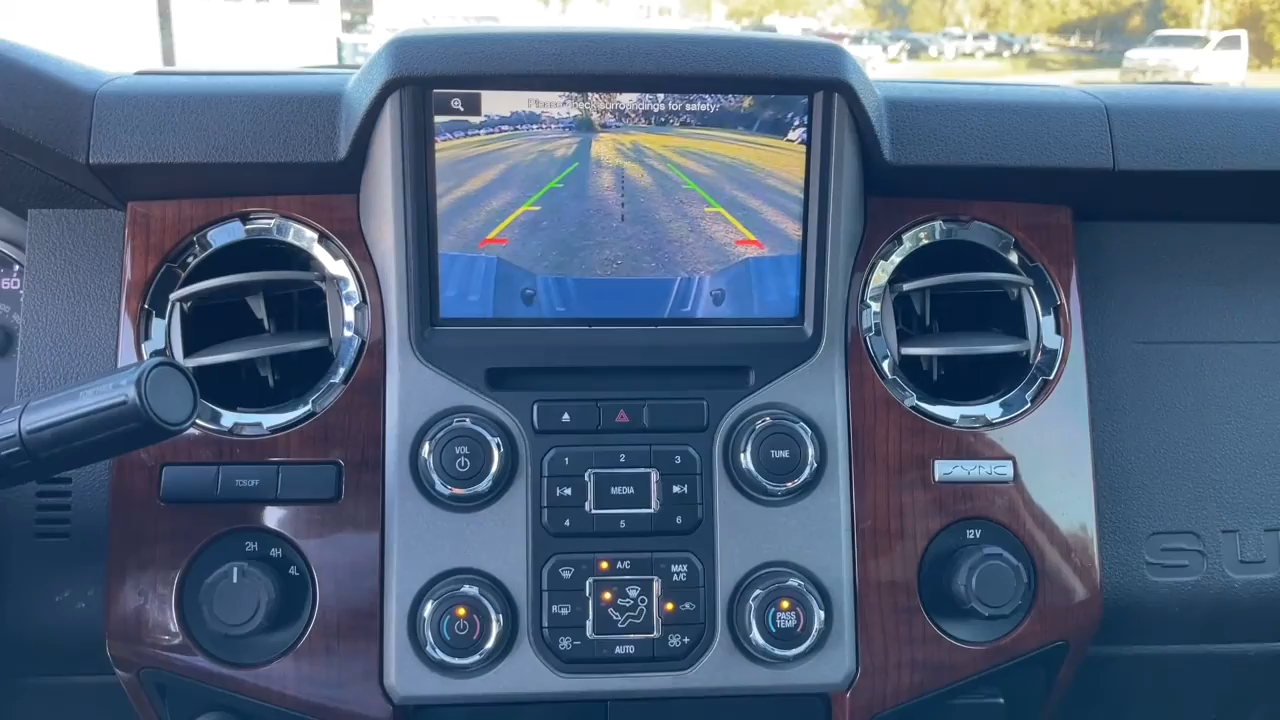 Please check surroundings for safety.
60
VOL
TUNE
1 2 3
MEDIA
4 5 6
TCS OFF
SYNC
2H
4H
4L
12V
A/C
MAX
A/C
R
PASS
TEMP
- AUTO +
SU